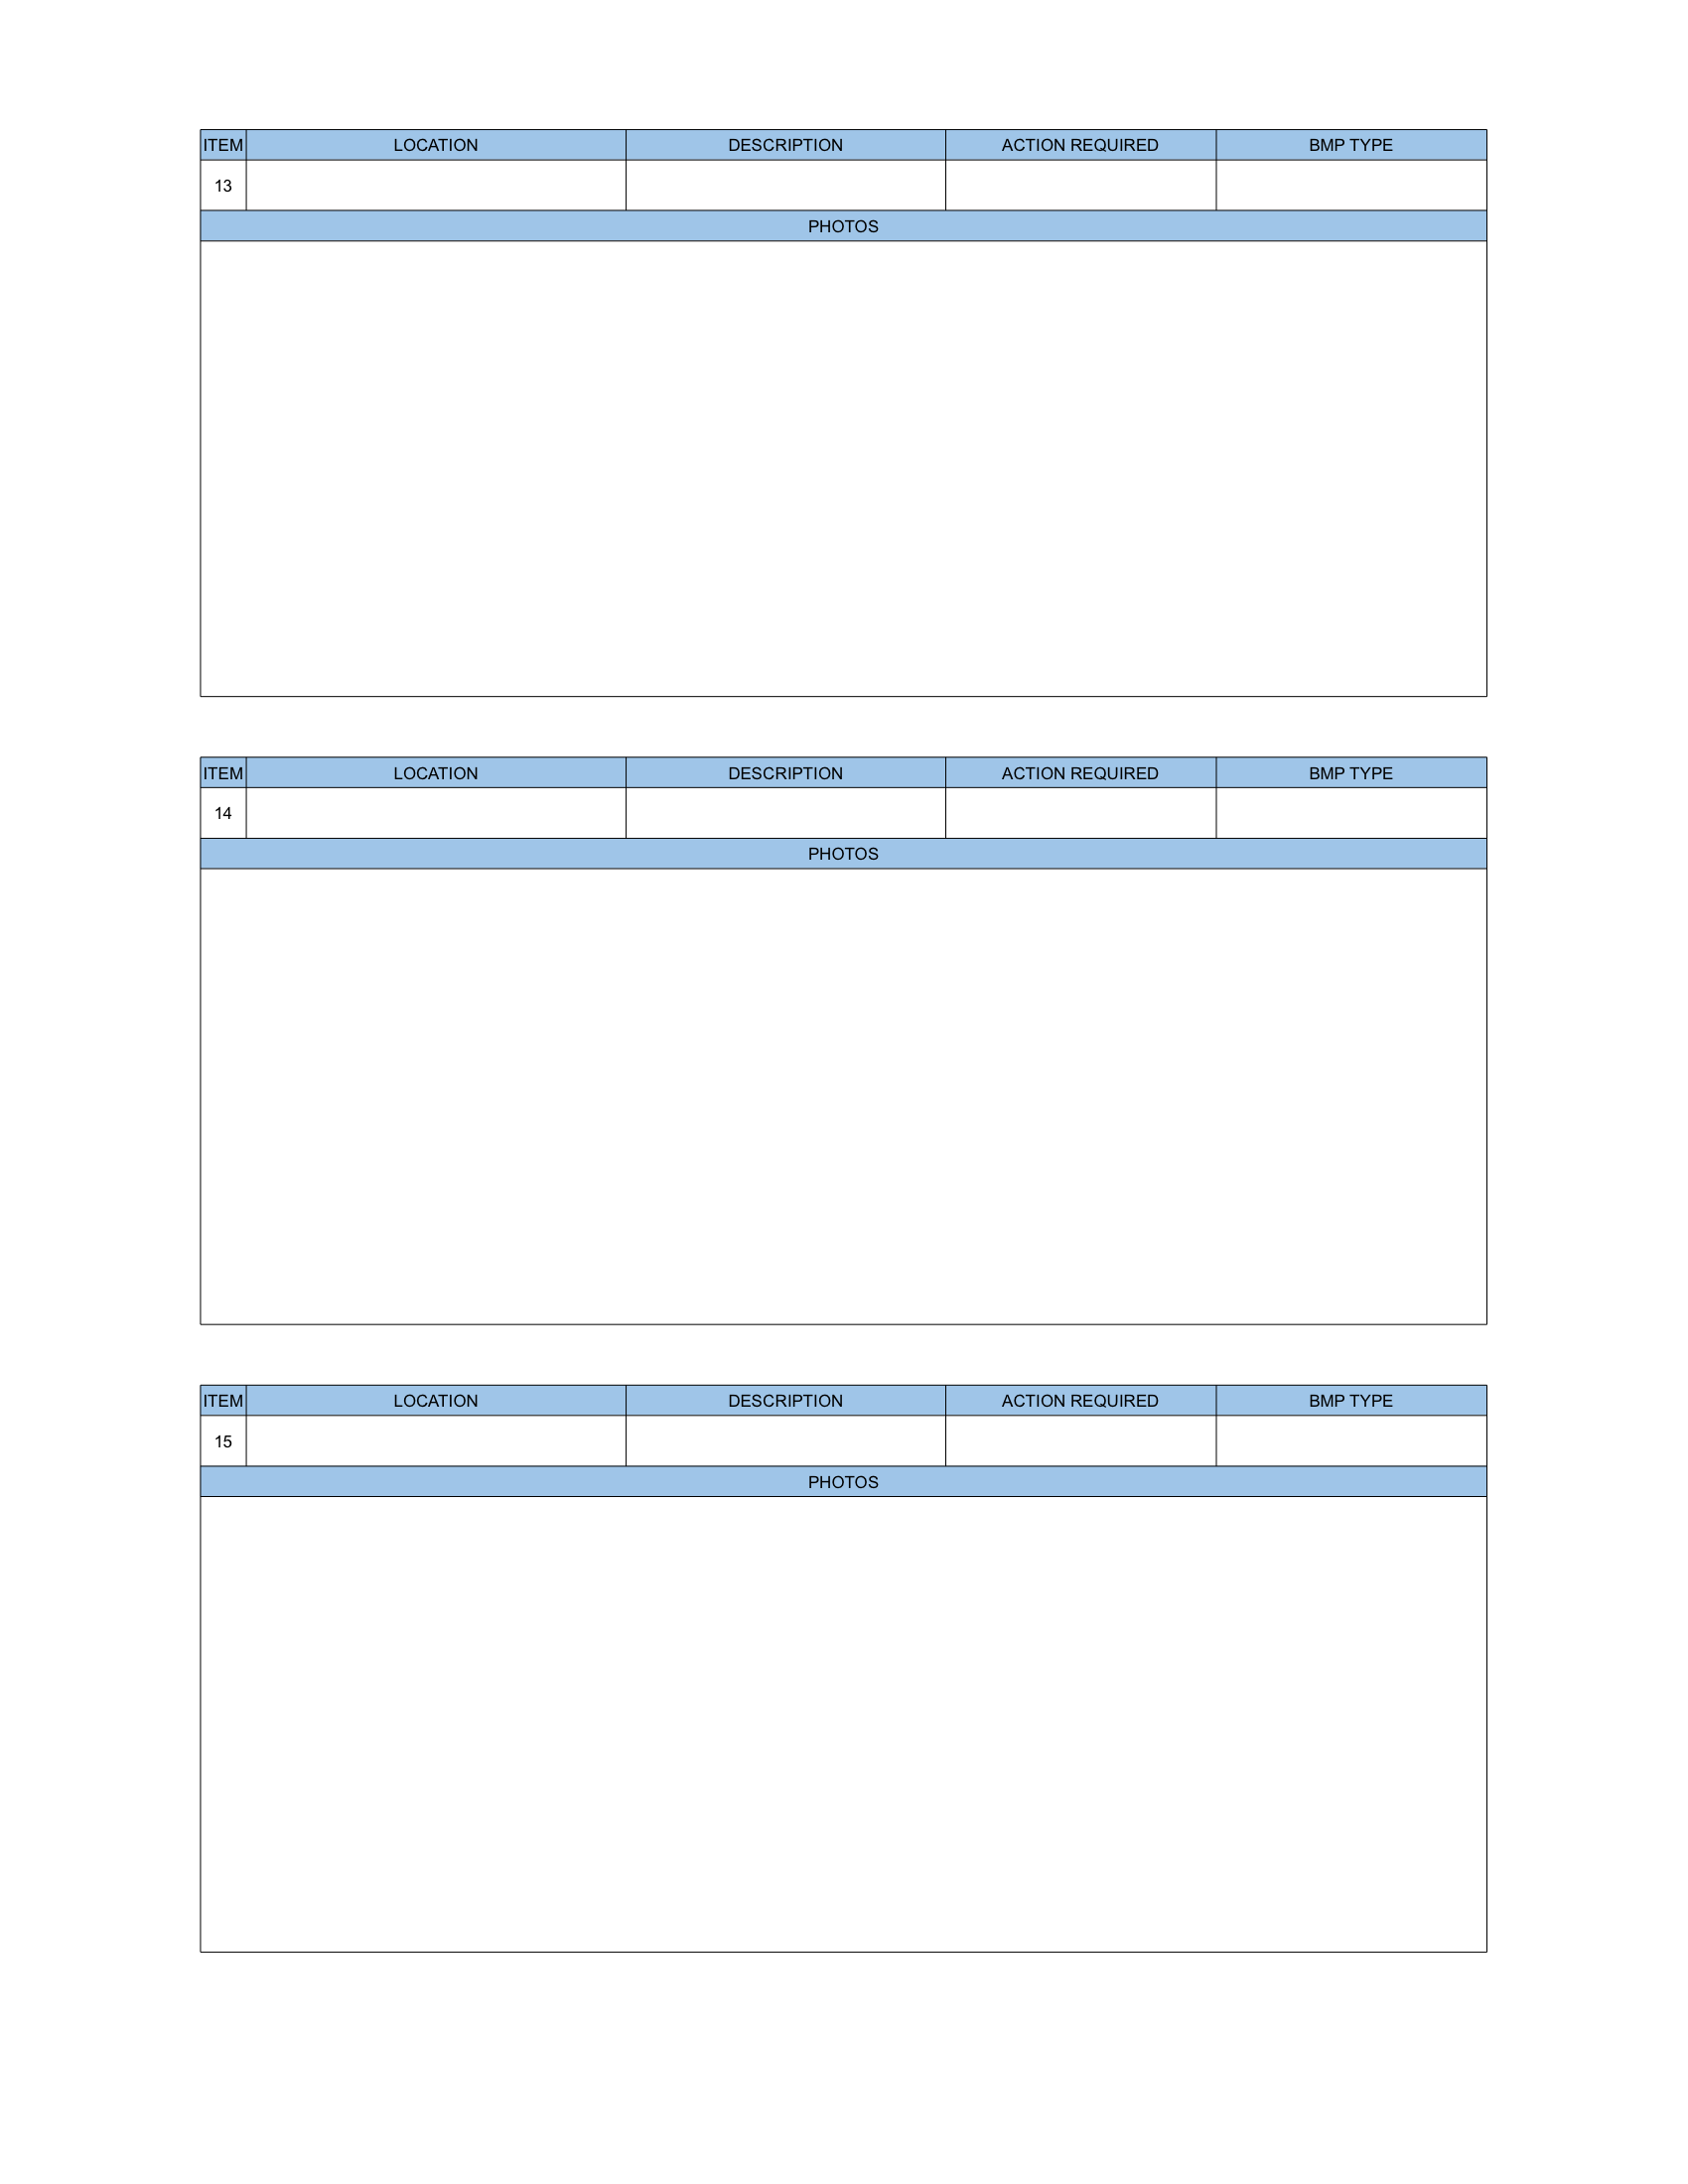 ITEM LOCATION DESCRIPTION ACTION REQUIRED BMP TYPE
13
PHOTOS
ITEM LOCATION DESCRIPTION ACTION REQUIRED BMP TYPE
14
PHOTOS
ITEM LOCATION DESCRIPTION ACTION REQUIRED BMP TYPE
15
PHOTOS